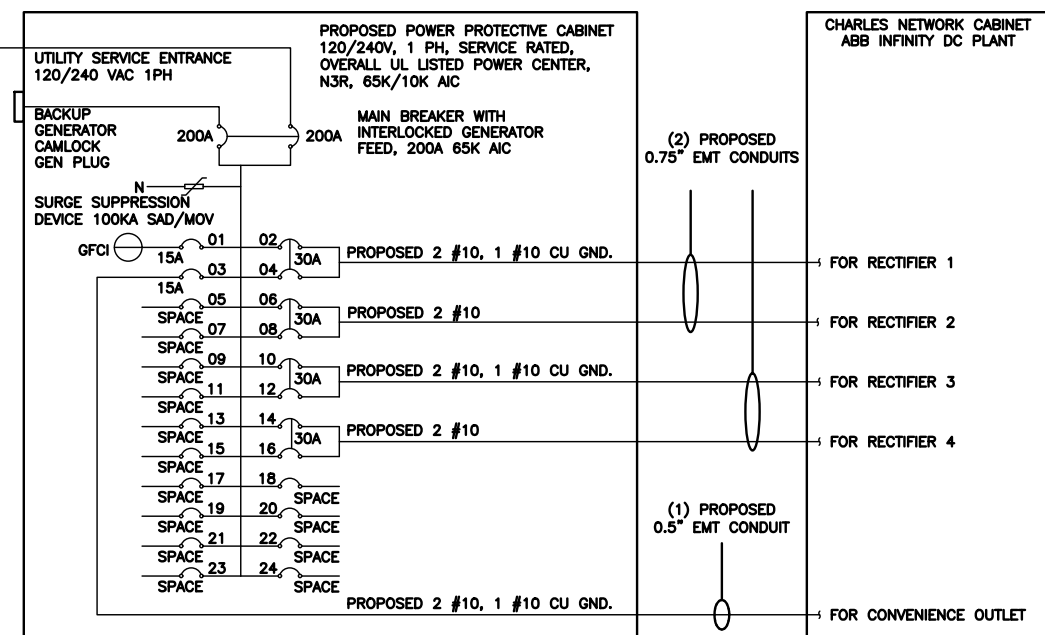 PROPOSED POWER PROTECTIVE CABINET
120/240V, 1 PH, SERVICE RATED,
OVERALL UL LISTED POWER CENTER,
N3R, 65K/10K AIC
CHARLES NETWORK CABINET
ABB INFINITY DC PLANT
UTILITY SERVICE ENTRANCE
120/240 VAC 1PH
BACKUP
GENERATOR
CAMLOCK
GEN PLUG
200A
200A
MAIN BREAKER WITH
INTERLOCKED GENERATOR
FEED, 200A 65K AIC
(2) PROPOSED
0.75" EMT CONDUITS
N
SURGE SUPPRESSION
DEVICE 100KA SAD/MOV
GFCI
15A
01
02
30A
PROPOSED 2 #10, 1 #10 CU GND.
FOR RECTIFIER 1
15A
03
04
SPACE
05
06
30A
PROPOSED 2 #10
FOR RECTIFIER 2
SPACE
07
08
SPACE
09
10
30A
PROPOSED 2 #10, 1 #10 CU GND.
FOR RECTIFIER 3
SPACE
11
12
SPACE
13
14
30A
PROPOSED 2 #10
FOR RECTIFIER 4
SPACE
15
16
SPACE
17
18
SPACE
SPACE
19
20
SPACE
SPACE
21
22
SPACE
SPACE
23
24
SPACE
(1) PROPOSED
0.5" EMT CONDUIT
PROPOSED 2 #10, 1 #10 CU GND.
FOR CONVENIENCE OUTLET